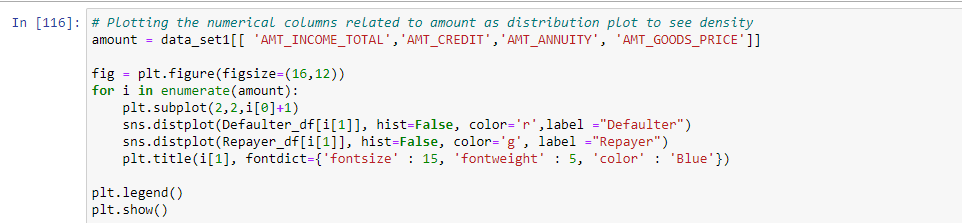 In [116]: # Plotting the numerical columns related to amount as distribution plot to see density
amount = data_set1[[ 'AMT_INCOME_TOTAL','AMT_CREDIT','AMT_ANNUITY', 'AMT_GOODS_PRICE']]
fig = plt.figure(figsize=(16,12))
for i in enumerate(amount):
    plt.subplot(2,2,i[0]+1)
    sns.distplot(Defaulter_df[i[1]], hist=False, color='r',label ="Defaulter")
    sns.distplot(Repayer_df[i[1]], hist=False, color='g', label ="Repayer")
    plt.title(i[1], fontdict={'fontsize' : 15, 'fontweight' : 5, 'color' : 'Blue'})
plt.legend()
plt.show()